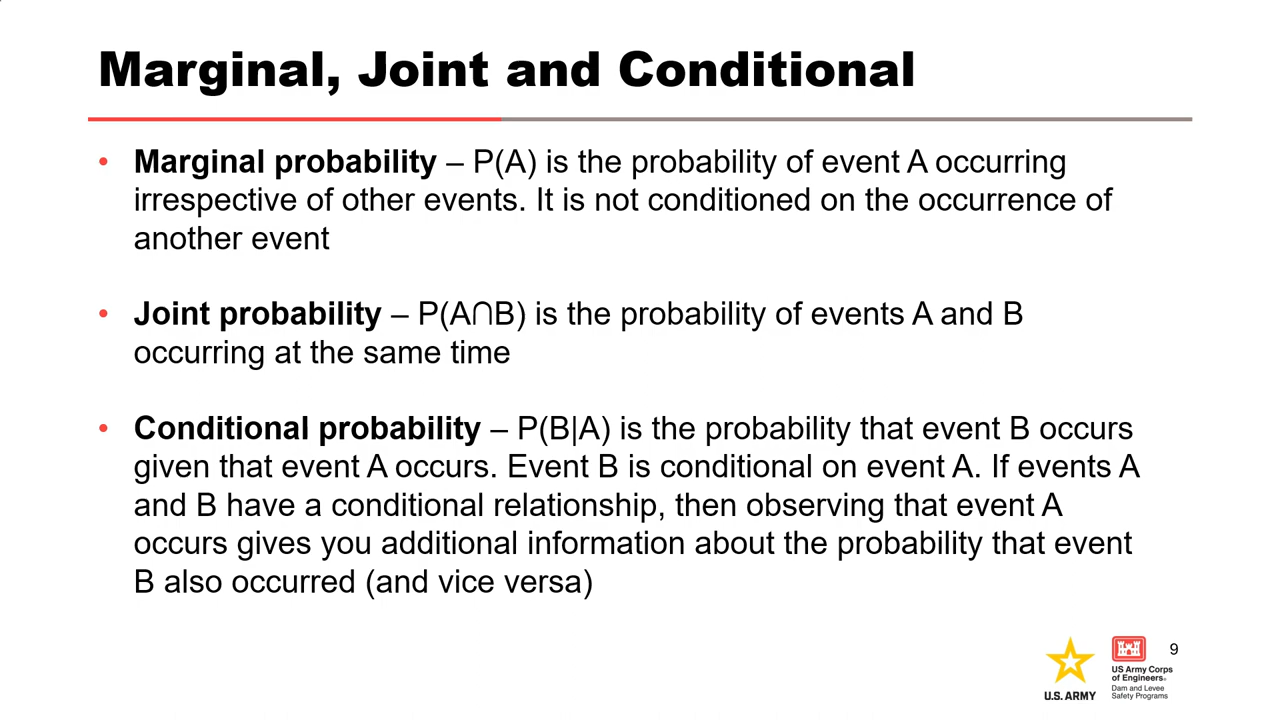 Marginal, Joint and Conditional
• Marginal probability – P(A) is the probability of event A occurring
irrespective of other events. It is not conditioned on the occurrence of
another event
• Joint probability – P(A∩B) is the probability of events A and B
occurring at the same time
• Conditional probability – P(B|A) is the probability that event B occurs
given that event A occurs. Event B is conditional on event A. If events A
and B have a conditional relationship, then observing that event A
occurs gives you additional information about the probability that event
B also occurred (and vice versa)
9
U.S. ARMY
US Army Corps
of Engineers®
Dam and Levee
Safety Programs